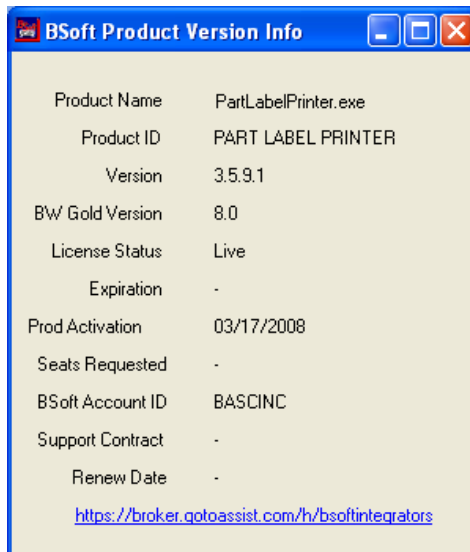 BSoft Product Version Info
Product Name PartLabelPrinter.exe
Product ID PART LABEL PRINTER
Version 3.5.9.1
BW Gold Version 8.0
License Status Live
Expiration -
Prod Activation 03/17/2008
Seats Requested -
BSoft Account ID BASCINC
Support Contract -
Renew Date -
https://broker.gotoassist.com/h/bsoftintegrators